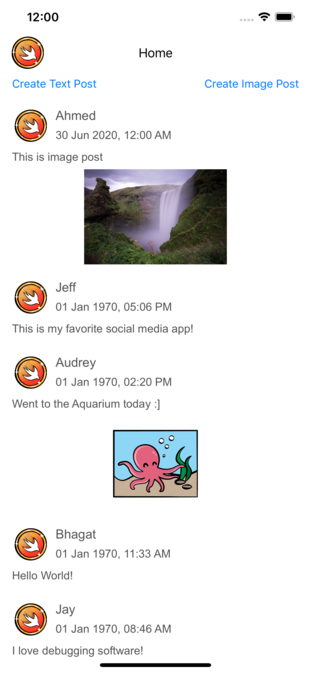 12:00
Home
Create Text Post Create Image Post
Ahmed
30 Jun 2020, 12:00 AM
This is image post
Jeff
01 Jan 1970, 05:06 PM
This is my favorite social media app!
Audrey
01 Jan 1970, 02:20 PM
Went to the Aquarium today :]
Bhagat
01 Jan 1970, 11:33 AM
Hello World!
Jay
01 Jan 1970, 08:46 AM
I love debugging software!